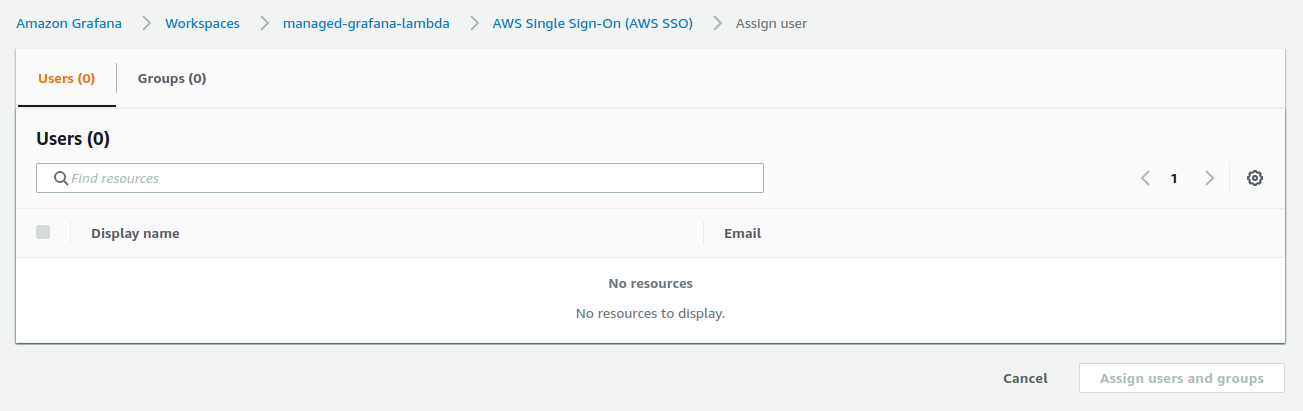 Amazon Grafana Workspaces managed-grafana-lambda AWS Single Sign-On (AWS SSO) Assign user
Users (0) Groups (0)
Users (0)
Find resources 1
Display name Email
No resources
No resources to display.
Cancel Assign users and groups